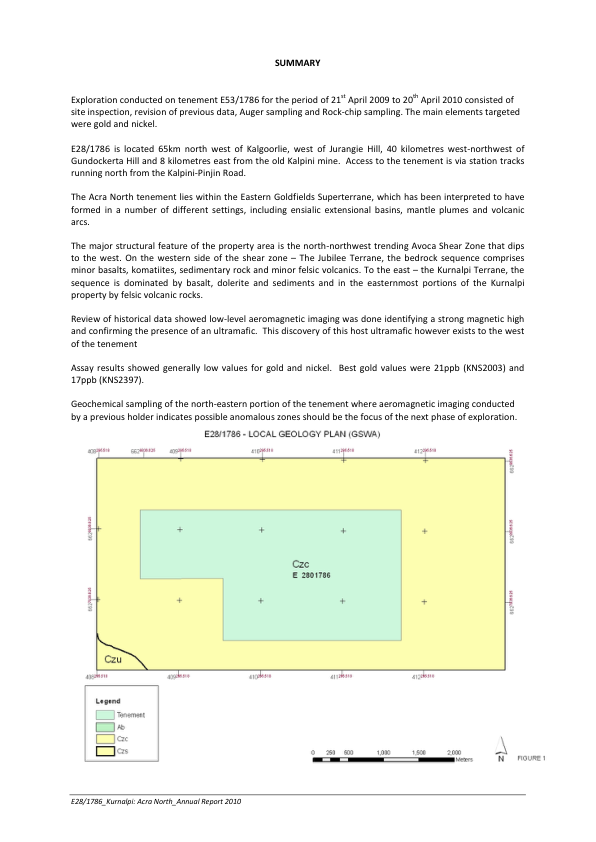 SUMMARY
Exploration conducted on tenement E53/1786 for the period of 21st April 2009 to 20th April 2010 consisted of
site inspection, revision of previous data, Auger sampling and Rock-chip sampling. The main elements targeted
were gold and nickel.
E28/1786 is located 65km north west of Kalgoorlie, west of Jurangie Hill, 40 kilometres west-northwest of
Gundockerta Hill and 8 kilometres east from the old Kalpini mine.  Access to the tenement is via station tracks
running north from the Kalpini-Pinjin Road.
The Acra North tenement lies within the Eastern Goldfields Superterrane, which has been interpreted to have
formed in a number of different settings, including ensialic extensional basins, mantle plumes and volcanic
arcs.
The major structural feature of the property area is the north-northwest trending Avoca Shear Zone that dips
to the west. On the western side of the shear zone – The Jubilee Terrane, the bedrock sequence comprises
minor basalts, komatiites, sedimentary rock and minor felsic volcanics. To the east – the Kurnalpi Terrane, the
sequence is dominated by basalt, dolerite and sediments and in the easternmost portions of the Kurnalpi
property by felsic volcanic rocks.
Review of historical data showed low-level aeromagnetic imaging was done identifying a strong magnetic high
and confirming the presence of an ultramafic.  This discovery of this host ultramafic however exists to the west
of the tenement
Assay results showed generally low values for gold and nickel.  Best gold values were 21ppb (KNS2003) and
17ppb (KNS2397).
Geochemical sampling of the north-eastern portion of the tenement where aeromagnetic imaging conducted
by a previous holder indicates possible anomalous zones should be the focus of the next phase of exploration.
E28/1786 - LOCAL GEOLOGY PLAN (GSWA)
Czc
E 2801786
Czu
Legend
Tenement
Ab
Czc
Czs
0 250 500 1,000 1,500 2,000
Meters
N
FIGURE 1
E28/1786_Kurnalpi: Acra North_Annual Report 2010